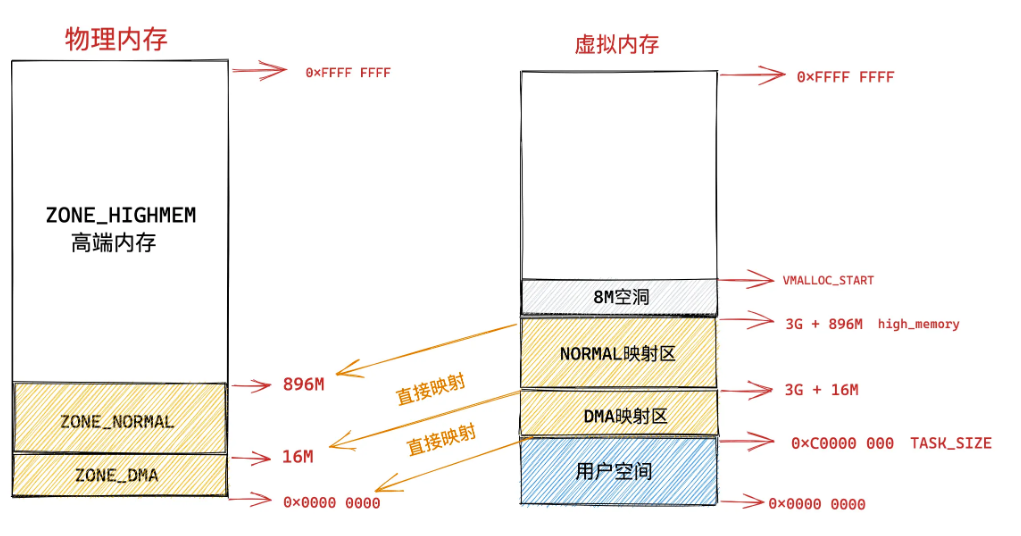 物理内存
0×FFFF FFFF
ZONE_HIGHMEM
高端内存
896M
ZONE_NORMAL
16M
ZONE_DMA
0×0000 0000
直接映射
直接映射
虚拟内存
0×FFFF FFFF
VMALLOC_START
8M空洞
3G + 896M high_memory
NORMAL映射区
3G + 16M
DMA映射区
0×C0000 000 TASK_SIZE
用户空间
0×0000 0000